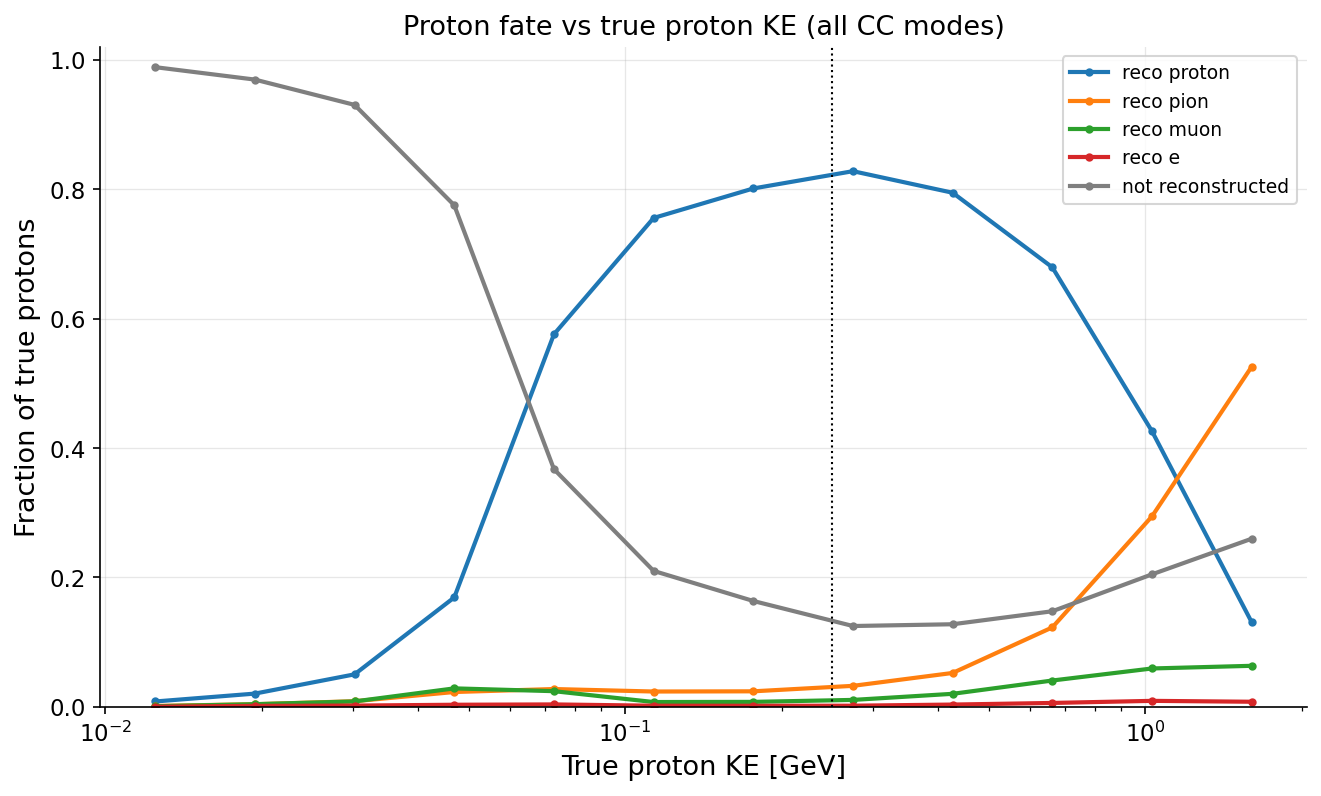 Proton fate vs true proton KE (all CC modes)
reco proton
reco pion
reco muon
reco e
not reconstructed
Fraction of true protons
1.0
0.8
0.6
0.4
0.2
0.0
10⁻²
10⁻¹
10⁰
True proton KE [GeV]